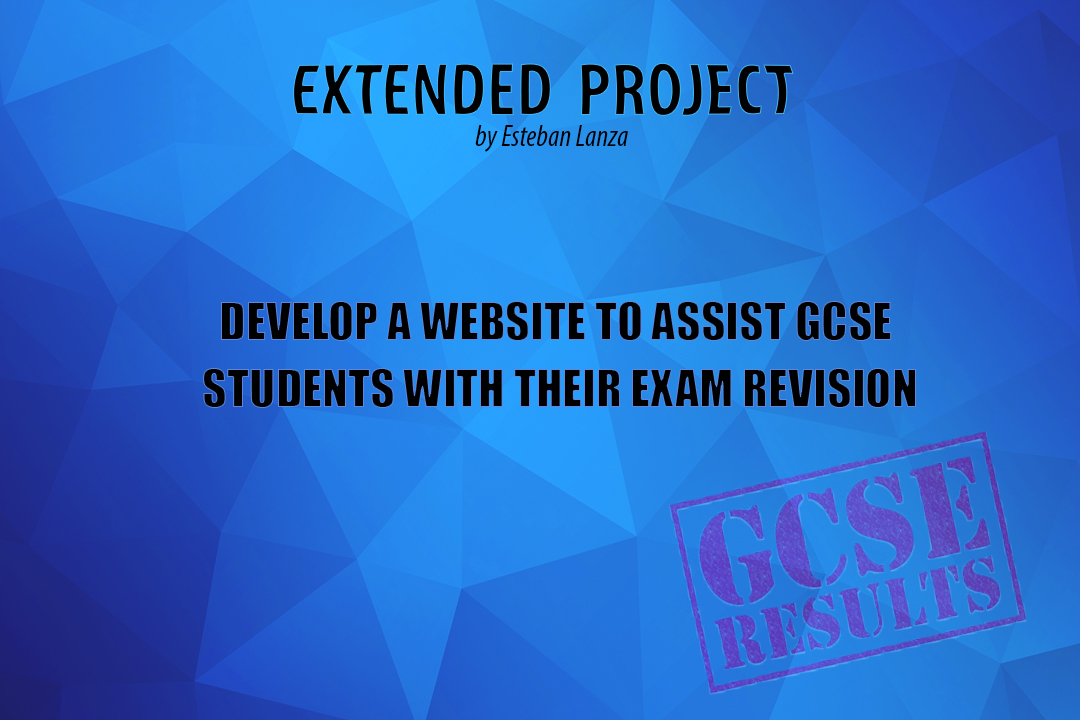 EXTENDED PROJECT
by Esteban Lanza
DEVELOP A WEBSITE TO ASSIST GCSE
STUDENTS WITH THEIR EXAM REVISION
GCSE
RESULTS